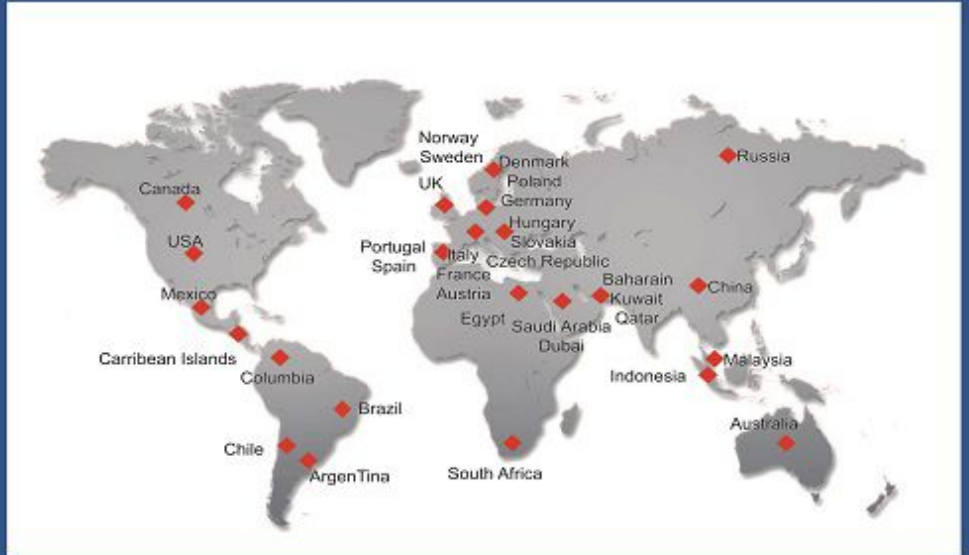 Norway
Sweden
Denmark
Poland
Russia
UK
Canada
Germany
Hungary
Slovakia
USA
Portugal
Spain
Italy
Czech Republic
France
Austria
Baharain
Kuwait
Qatar
China
Mexico
Egypt
Saudi Arabia
Dubai
Carribean Islands
Malaysia
Indonesia
Columbia
Brazil
Australia
Chile
ArgenTina
South Africa